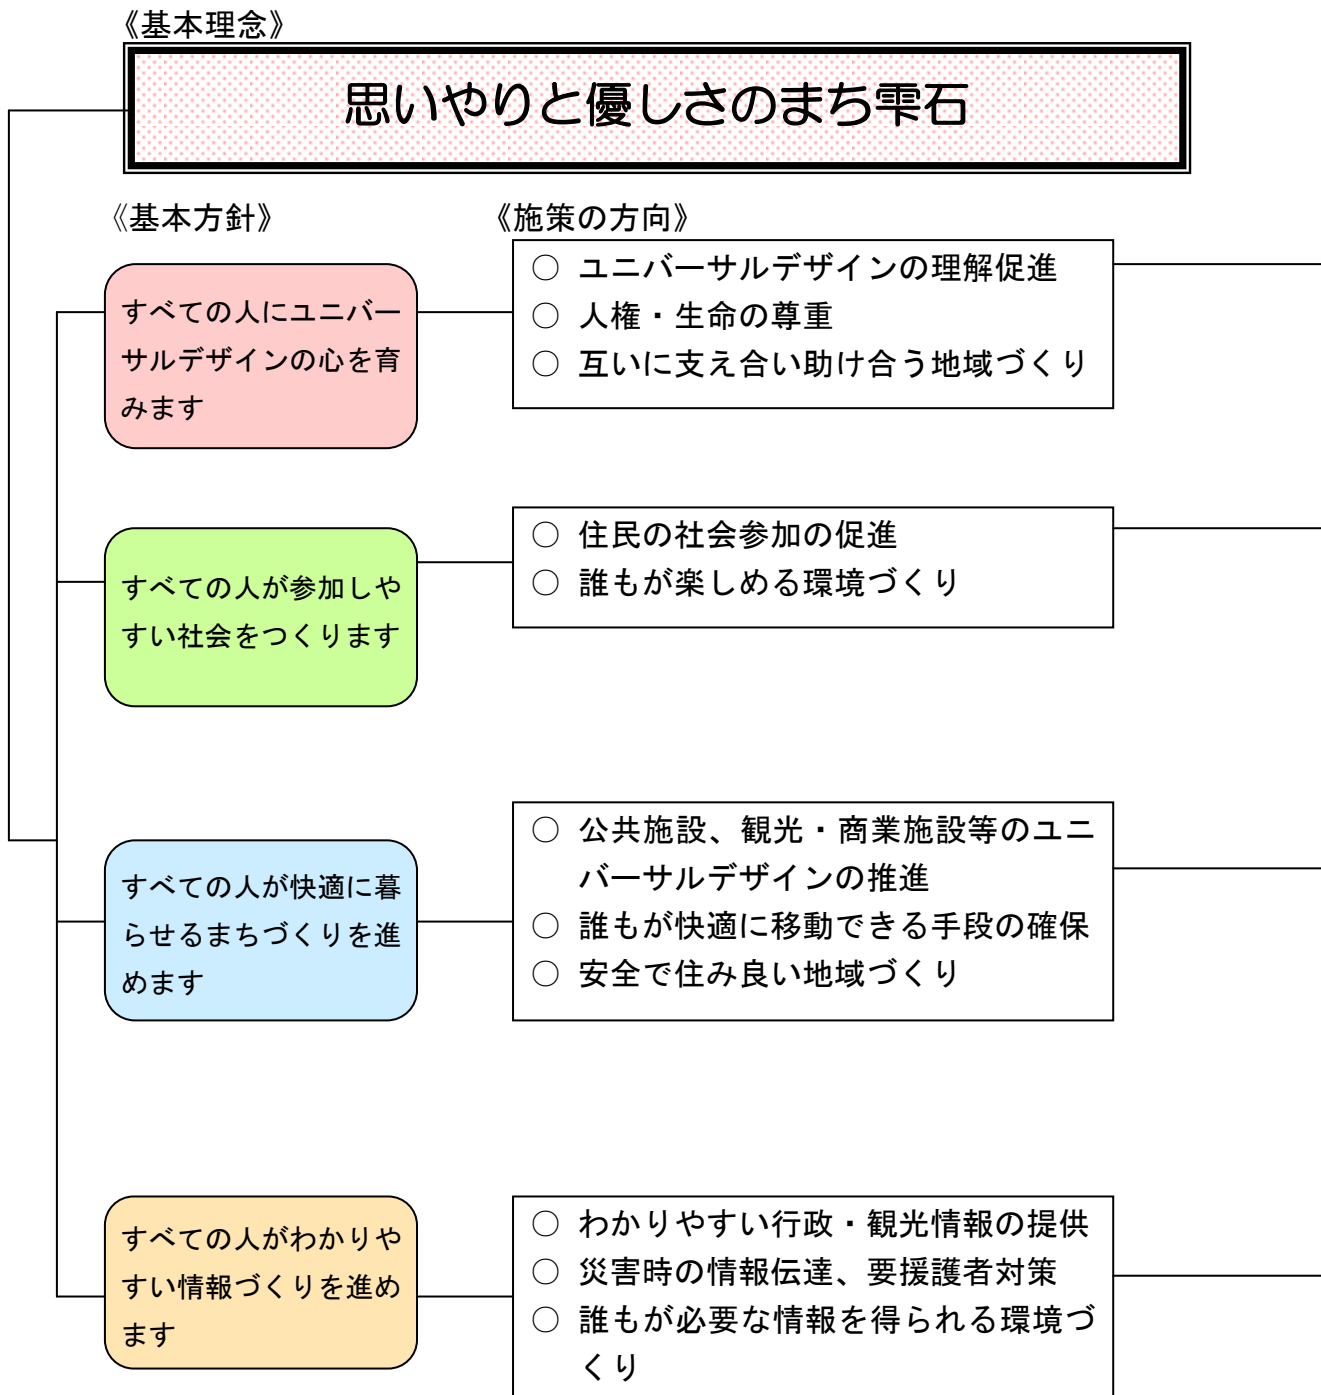 《基本理念》
思いやりと優しさのまち雫石
《基本方針》
《施策の方向》
すべての人にユニバー
サルデザインの心を育
みます
○ ユニバーサルデザインの理解促進
○ 人権・生命の尊重
○ 互いに支え合い助け合う地域づくり
すべての人が参加しや
すい社会をつくります
○ 住民の社会参加の促進
○ 誰もが楽しめる環境づくり
すべての人が快適に暮
らせるまちづくりを進
めます
○ 公共施設、観光・商業施設等のユニ
バーサルデザインの推進
○ 誰もが快適に移動できる手段の確保
○ 安全で住み良い地域づくり
すべての人がわかりや
すい情報づくりを進め
ます
○ わかりやすい行政・観光情報の提供
○ 災害時の情報伝達、要援護者対策
○ 誰もが必要な情報を得られる環境づ
くり